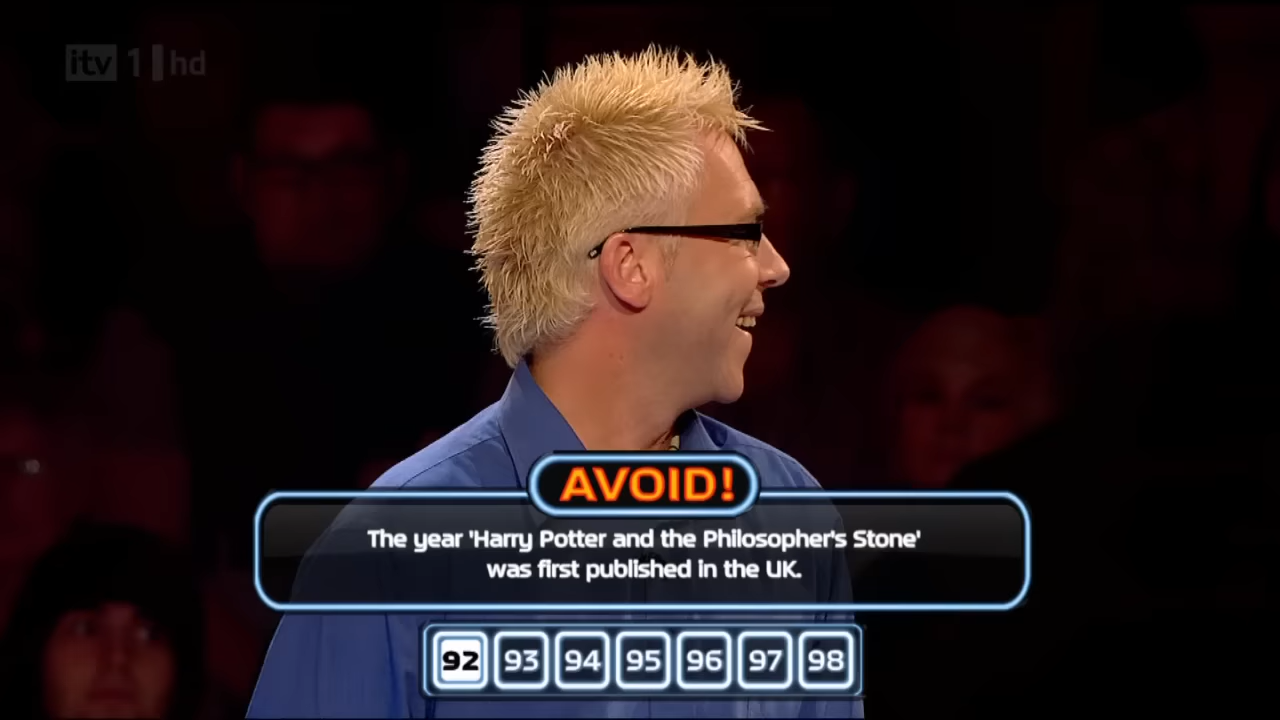 itv 1 hd
AVOID!
The year 'Harry Potter and the Philosopher's Stone'
was first published in the UK.
92 93 94 95 96 97 98